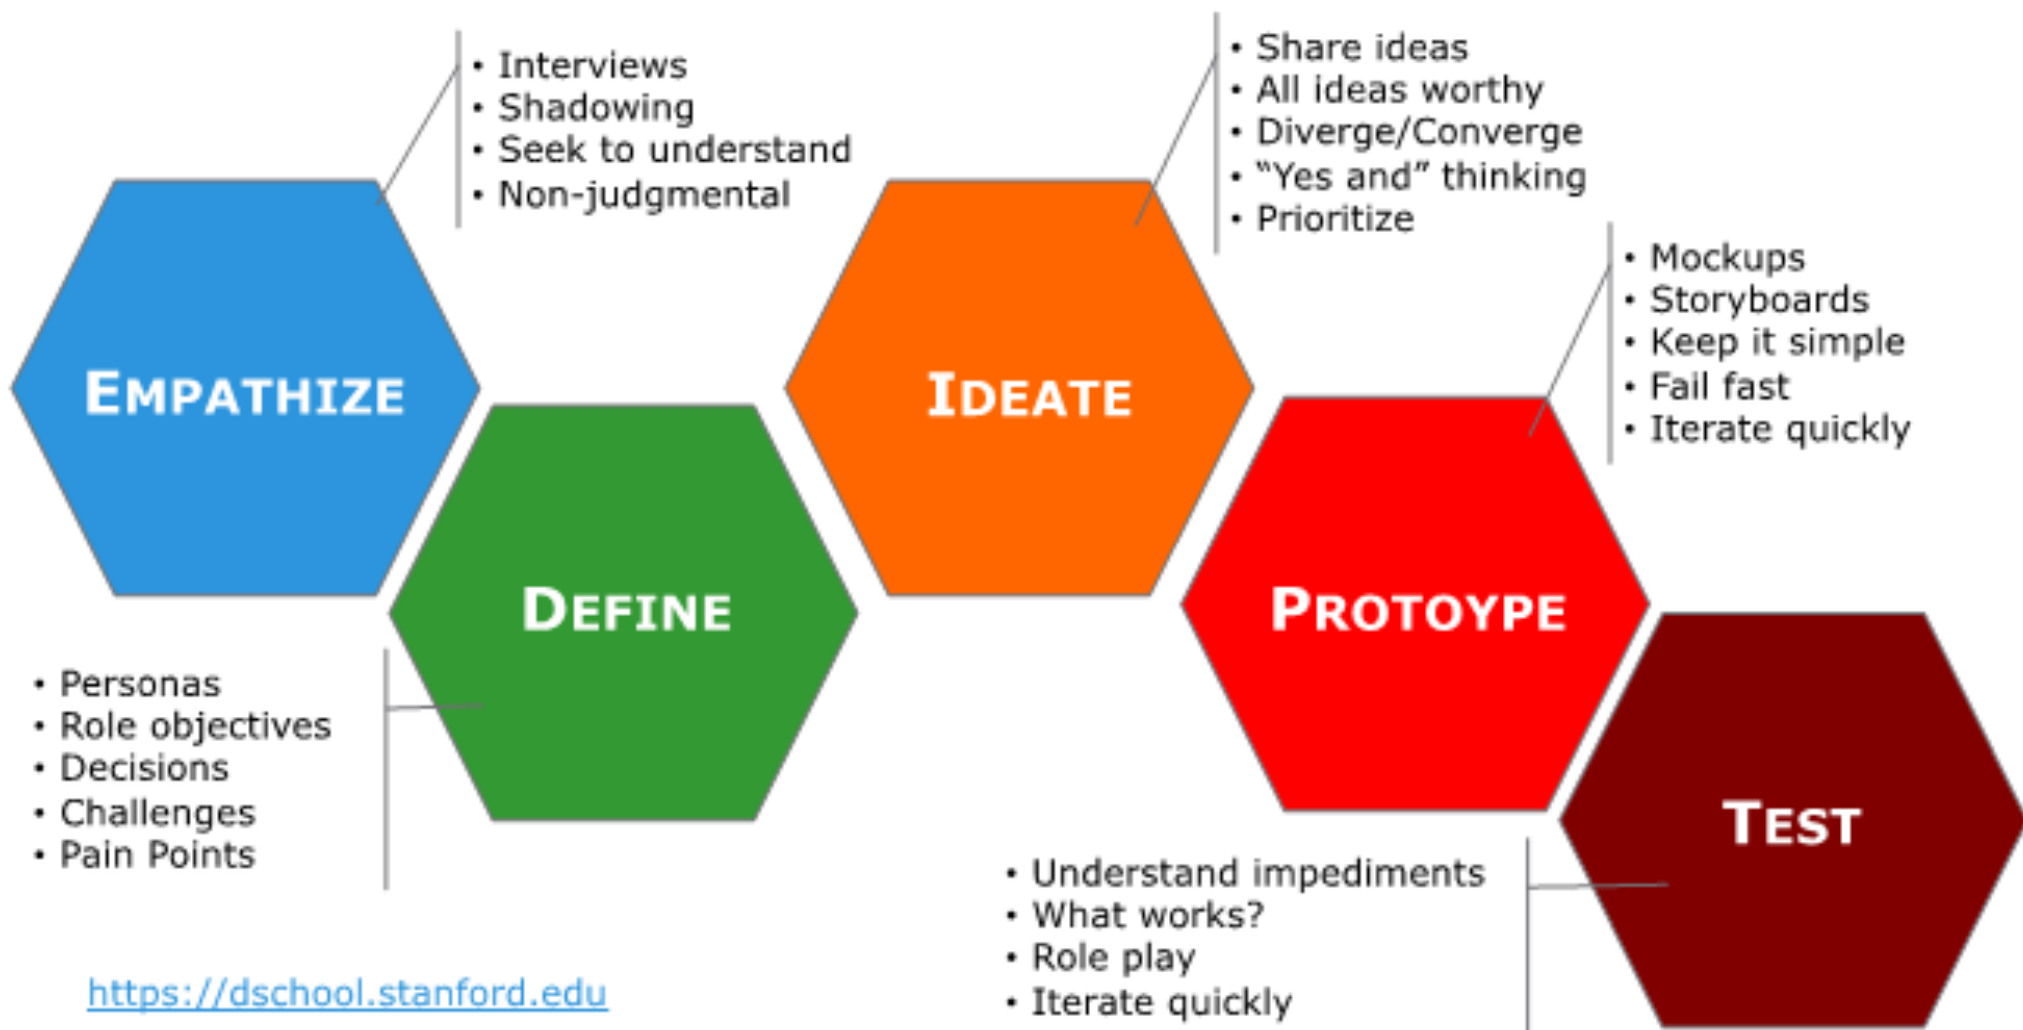 EMPATHIZE
• Interviews
• Shadowing
• Seek to understand
• Non-judgmental
DEFINE
• Personas
• Role objectives
• Decisions
• Challenges
• Pain Points
IDEATE
• Share ideas
• All ideas worthy
• Diverge/Converge
• “Yes and” thinking
• Prioritize
PROTOYPE
• Mockups
• Storyboards
• Keep it simple
• Fail fast
• Iterate quickly
TEST
• Understand impediments
• What works?
• Role play
• Iterate quickly
https://dschool.stanford.edu